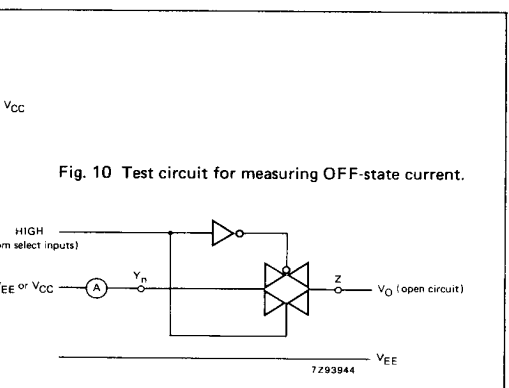 VCC
Fig. 10 Test circuit for measuring OFF-state current.
HIGH
select inputs)
or VCC
A
Yn
Z
VO (open circuit)
VEE
7Z93944